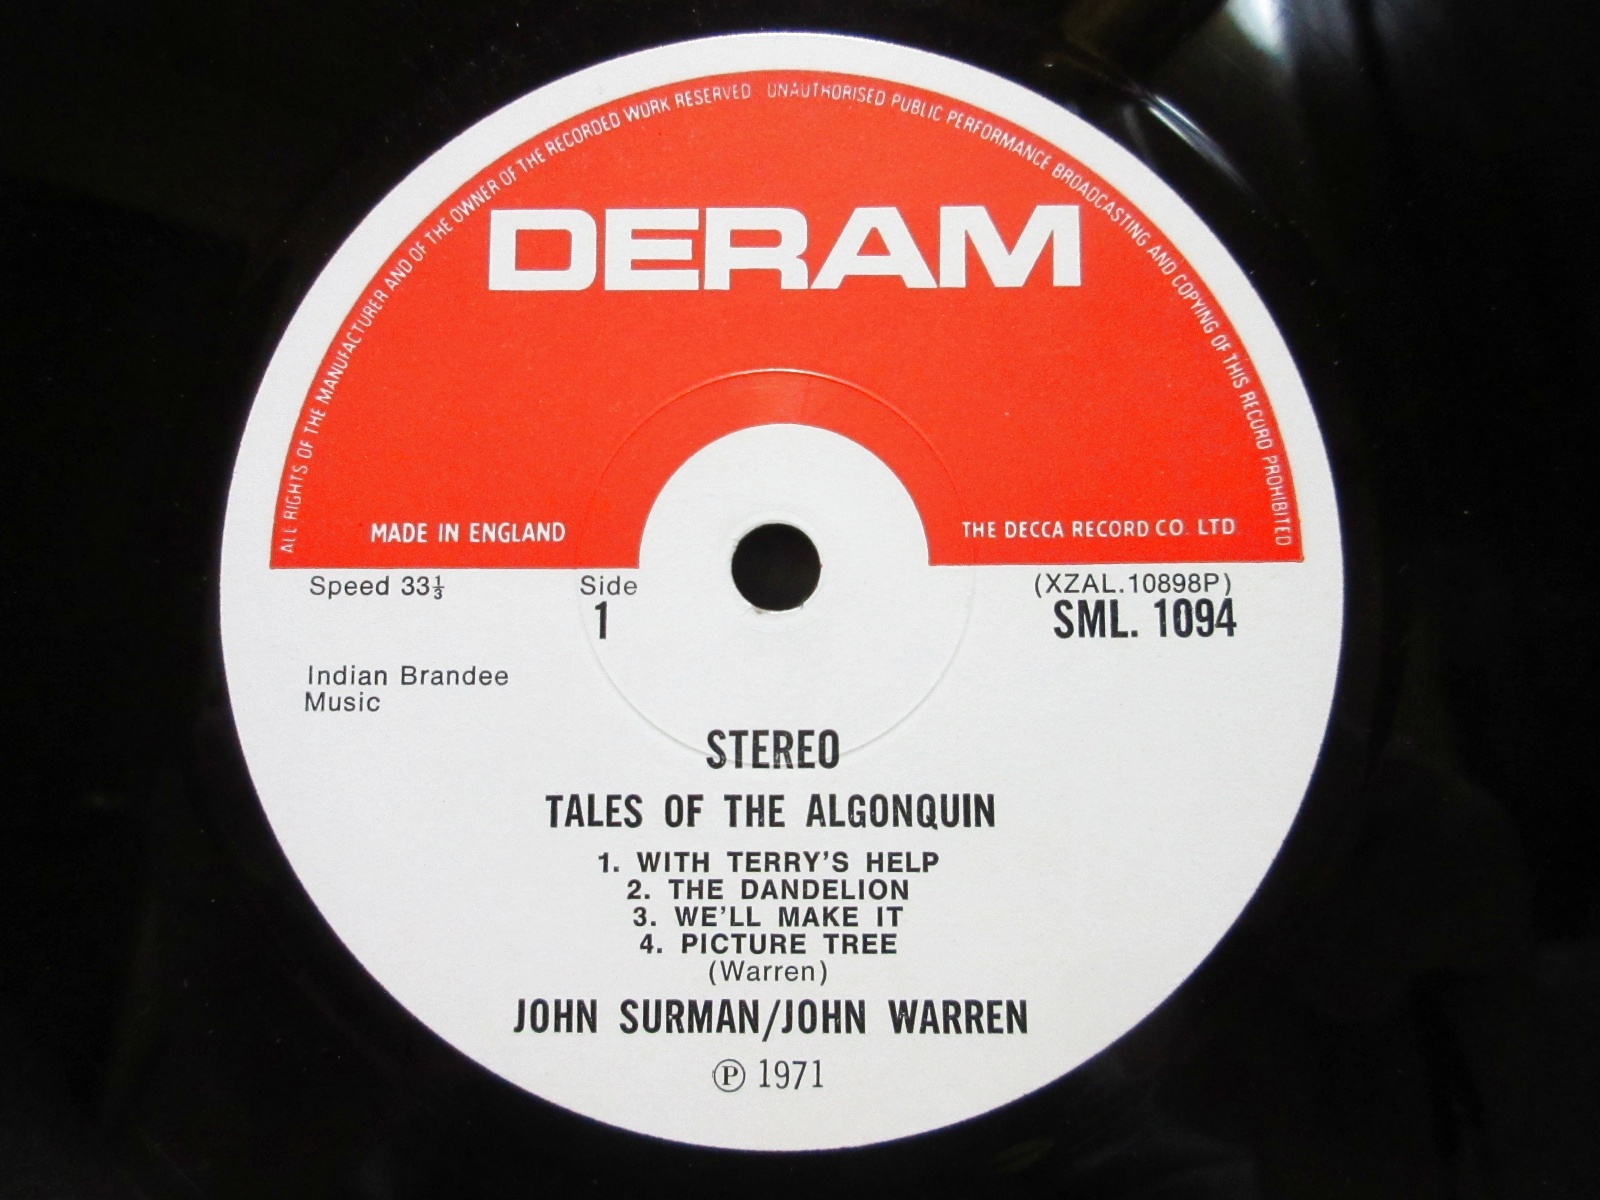 ALL RIGHTS OF THE MANUFACTURER AND OF THE OWNER OF THE RECORDED WORK RESERVED UNAUTHORISED PUBLIC PERFORMANCE BROADCASTING AND COPYING OF THIS RECORD PROHIBITED
DERAM
MADE IN ENGLAND
THE DECCA RECORD CO. LTD
Speed 33⅓
Side
1
(XZAL.10898P)
SML. 1094
Indian Brandee
Music
STEREO
TALES OF THE ALGONQUIN
1. WITH TERRY'S HELP
2. THE DANDELION
3. WE'LL MAKE IT
4. PICTURE TREE
(Warren)
JOHN SURMAN/JOHN WARREN
Ⓟ 1971